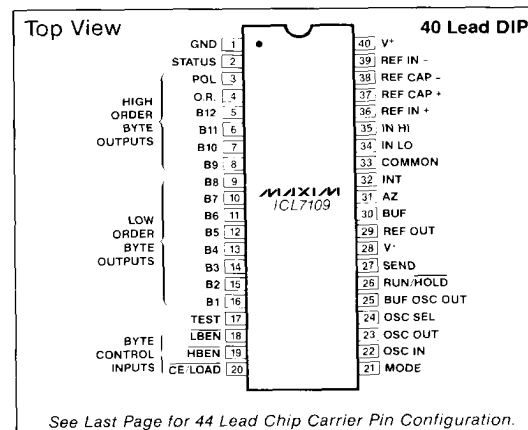 Top View
40 Lead DIP
GND 1
STATUS 2
POL 3
O.R. 4
B12 5
B11 6
B10 7
B9 8
B8 9
B7 10
B6 11
B5 12
B4 13
B3 14
B2 15
B1 16
TEST 17
LBEN 18
HBEN 19
CE/LOAD 20
HIGH
ORDER
BYTE
OUTPUTS
LOW
ORDER
BYTE
OUTPUTS
BYTE
CONTROL
INPUTS
MAXIM
ICL7109
40 V+
39 REF IN -
38 REF CAP -
37 REF CAP +
36 REF IN +
35 IN HI
34 IN LO
33 COMMON
32 INT
31 AZ
30 BUF
29 REF OUT
28 V-
27 SEND
26 RUN/HOLD
25 BUF OSC OUT
24 OSC SEL
23 OSC OUT
22 OSC IN
21 MODE
See Last Page for 44 Lead Chip Carrier Pin Configuration.